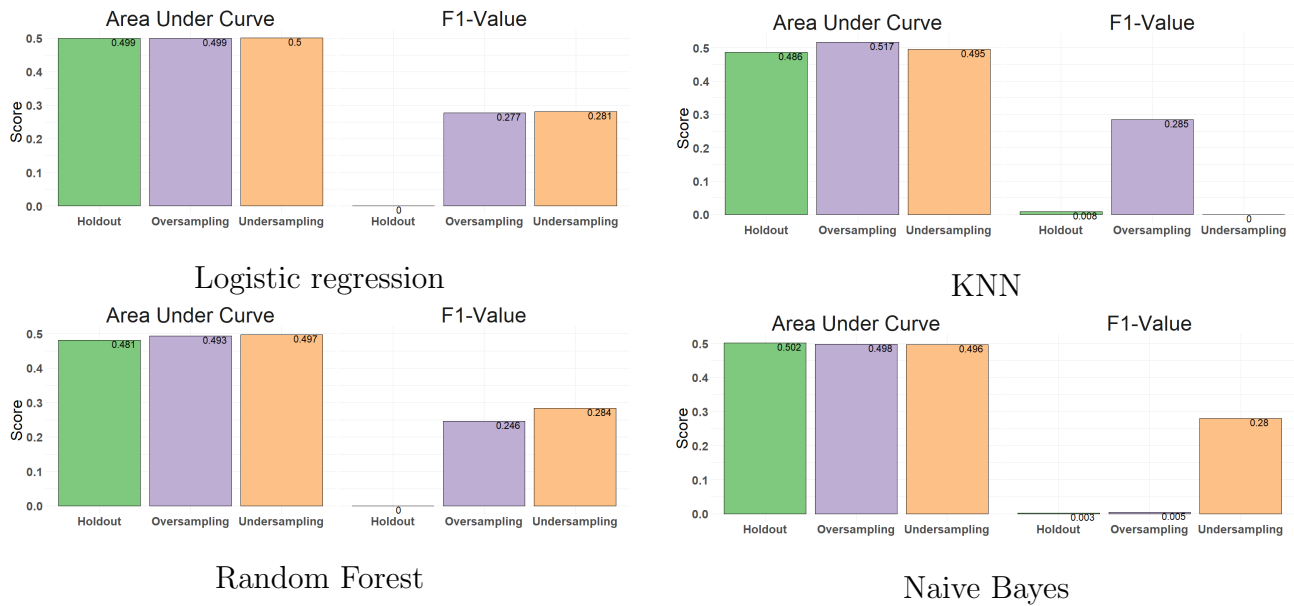 Area Under Curve F1-Value
0.5 0.499 0.499 0.5
0.4
0.3 0.277 0.281
Score
0.2
0.1
0.0 0
Holdout Oversampling Undersampling Holdout Oversampling Undersampling
Logistic regression
Area Under Curve F1-Value
0.5 0.486 0.517 0.495
0.4
0.3 0.285
Score
0.2
0.1
0.0 0.008 0
Holdout Oversampling Undersampling Holdout Oversampling Undersampling
KNN
Area Under Curve F1-Value
0.5 0.481 0.493 0.497
0.4
0.3 0.246 0.284
Score
0.2
0.1
0.0 0
Holdout Oversampling Undersampling Holdout Oversampling Undersampling
Random Forest
Area Under Curve F1-Value
0.5 0.502 0.498 0.496
0.4
0.3 0.28
Score
0.2
0.1
0.0 0.003 0.005
Holdout Oversampling Undersampling Holdout Oversampling Undersampling
Naive Bayes